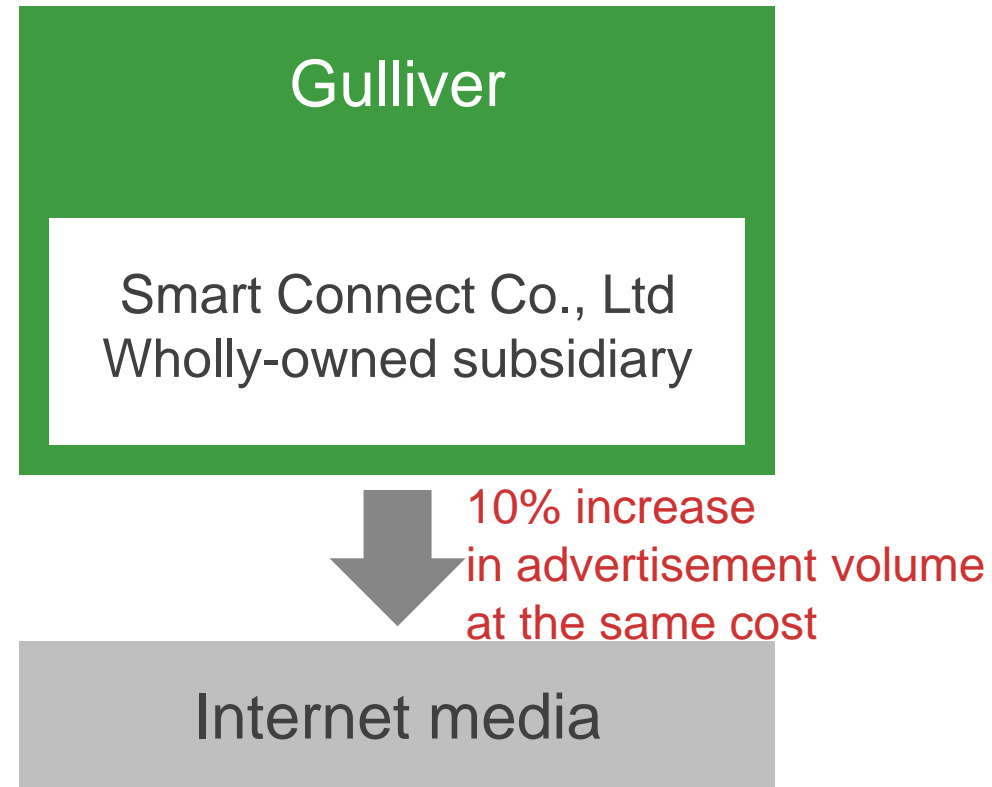 Gulliver
Smart Connect Co., Ltd
Wholly-owned subsidiary
10% increase
in advertisement volume
at the same cost
Internet media